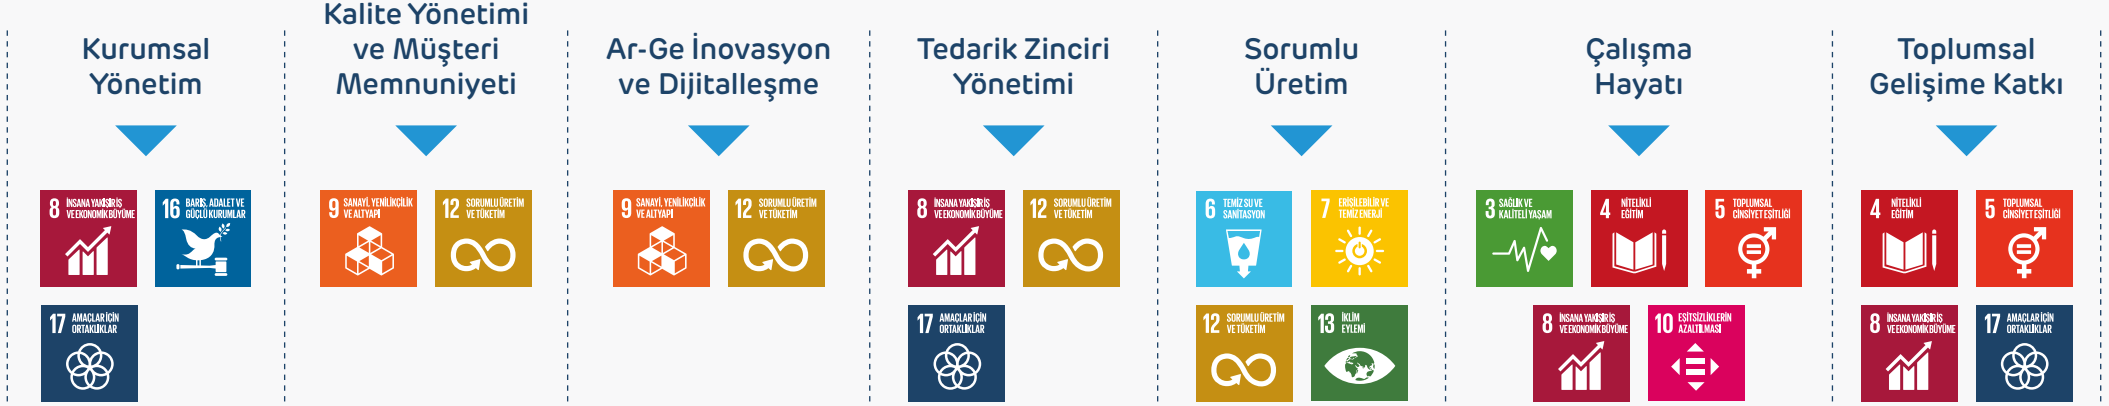 Kurumsal
Yönetim
8 İNSANA YAKIŞIR İŞ
VE EKONOMİK BÜYÜME
16 BARIŞ, ADALET VE
GÜÇLÜ KURUMLAR
17 AMAÇLAR İÇİN
ORTAKLIKLAR
Kalite Yönetimi
ve Müşteri
Memnuniyeti
9 SANAYİ, YENİLİKÇİLİK
VE ALTYAPI
12 SORUMLU ÜRETİM
VE TÜKETİM
Ar-Ge İnovasyon
ve Dijitalleşme
9 SANAYİ, YENİLİKÇİLİK
VE ALTYAPI
12 SORUMLU ÜRETİM
VE TÜKETİM
Tedarik Zinciri
Yönetimi
8 İNSANA YAKIŞIR İŞ
VE EKONOMİK BÜYÜME
12 SORUMLU ÜRETİM
VE TÜKETİM
17 AMAÇLAR İÇİN
ORTAKLIKLAR
Sorumlu
Üretim
6 TEMİZ SU VE
SANİTASYON
7 ERİŞİLEBİLİR VE
TEMİZ ENERJİ
12 SORUMLU ÜRETİM
VE TÜKETİM
13 İKLİM
EYLEMİ
Çalışma
Hayatı
3 SAĞLIK VE
KALİTELİ YAŞAM
4 NİTELİKLİ
EĞİTİM
5 TOPLUMSAL
CİNSİYET EŞİTLİĞİ
8 İNSANA YAKIŞIR İŞ
VE EKONOMİK BÜYÜME
10 EŞİTSİZLİKLERİN
AZALTILMASI
Toplumsal
Gelişime Katkı
4 NİTELİKLİ
EĞİTİM
5 TOPLUMSAL
CİNSİYET EŞİTLİĞİ
8 İNSANA YAKIŞIR İŞ
VE EKONOMİK BÜYÜME
17 AMAÇLAR İÇİN
ORTAKLIKLAR